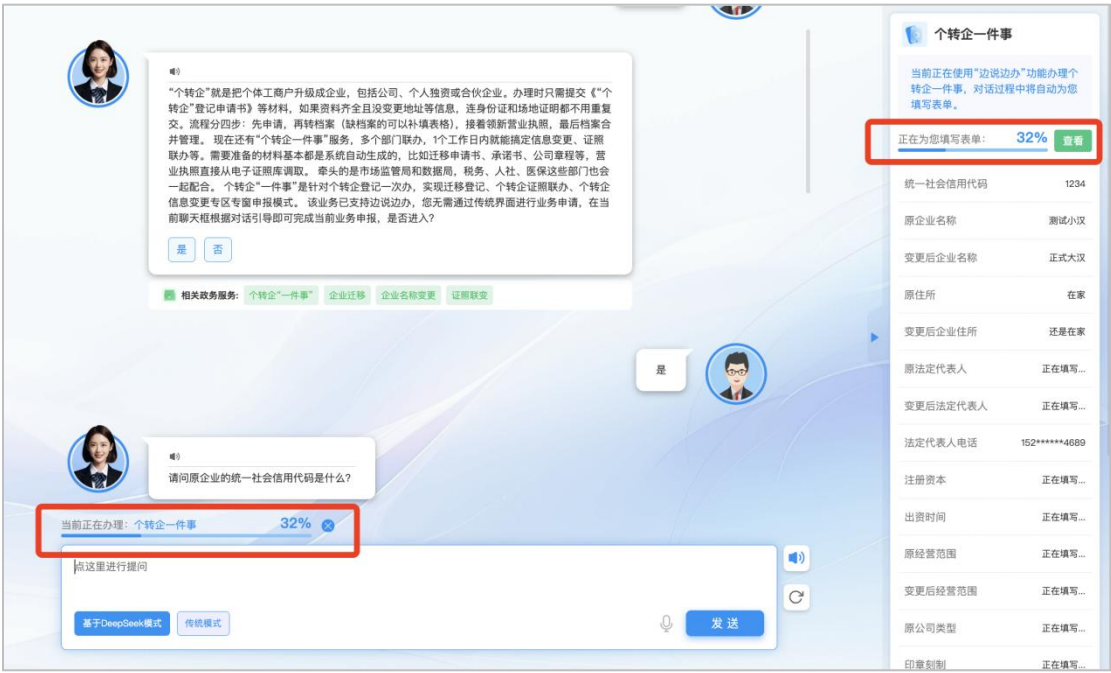 “个转企”就是把个体工商户升级成企业，包括公司、个人独资或合伙企业。办理时只需提交《“个
转企”登记申请书》等材料，如果资料齐全且没变更地址等信息，连身份证和场地证明都不用重复
交。流程分四步：先申请，再转档案（缺档案的可以补填表格），接着领新营业执照，最后档案合
并管理。 现在还有“个转企一件事”服务，多个部门联办，1个工作日内就能搞定信息变更、证照
联办等。需要准备的材料基本都是系统自动生成的，比如迁移申请书、承诺书、公司章程等，营
业执照直接从电子证照库调取。 牵头的是市场监管局和数据局，税务、人社、医保这些部门也会
一起配合。 个转企“一件事”是针对个转企登记一次办，实现迁移登记、个转企证照联办、个转企
信息变更专区专窗申报模式。 该业务已支持边说边办，您无需通过传统界面进行业务申请，在当
前聊天框根据对话引导即可完成当前业务申报，是否进入？
是 否
相关政务服务: 个转企“一件事” 企业迁移 企业名称变更 证照联变
是
请问原企业的统一社会信用代码是什么?
当前正在办理：个转企一件事 32%
点这里进行提问
基于DeepSeek模式 传统模式 发 送
个转企一件事
当前正在使用“边说边办”功能办理个
转企一件事，对话过程中将自动为您
填写表单。
正在为您填写表单: 32% 查看
统一社会信用代码 1234
原企业名称 测试小汉
变更后企业名称 正式大汉
原住所 在家
变更后企业住所 还是在家
原法定代表人 正在填写...
变更后法定代表人 正在填写...
法定代表人电话 152******4689
注册资本 正在填写...
出资时间 正在填写...
原经营范围 正在填写...
变更后经营范围 正在填写...
原公司类型 正在填写...
印章刻制 正在填写...